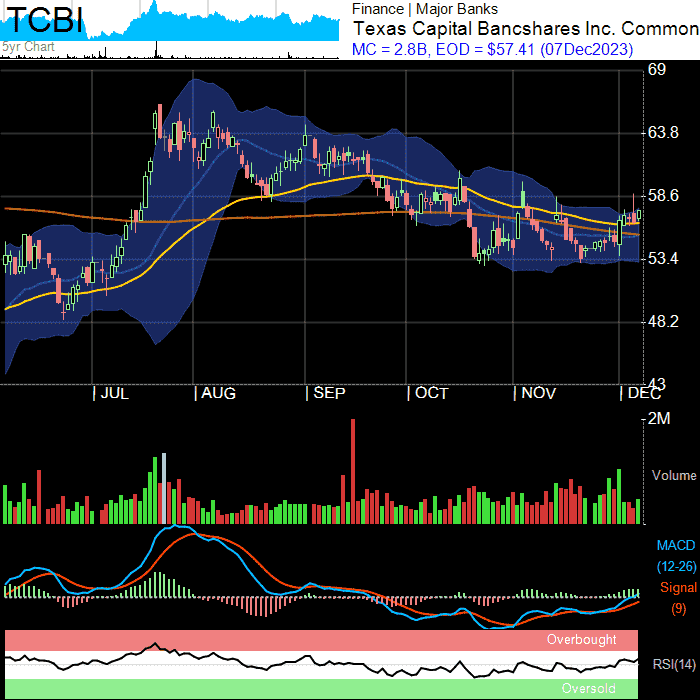 TCBI
5yr Chart
Finance | Major Banks
Texas Capital Bancshares Inc. Common
MC = 2.8B, EOD = $57.41 (07Dec2023)
69
63.8
58.6
53.4
48.2
43
JUL
AUG
SEP
OCT
NOV
DEC
2M
Volume
MACD
(12-26)
Signal
(9)
Overbought
RSI(14)
Oversold